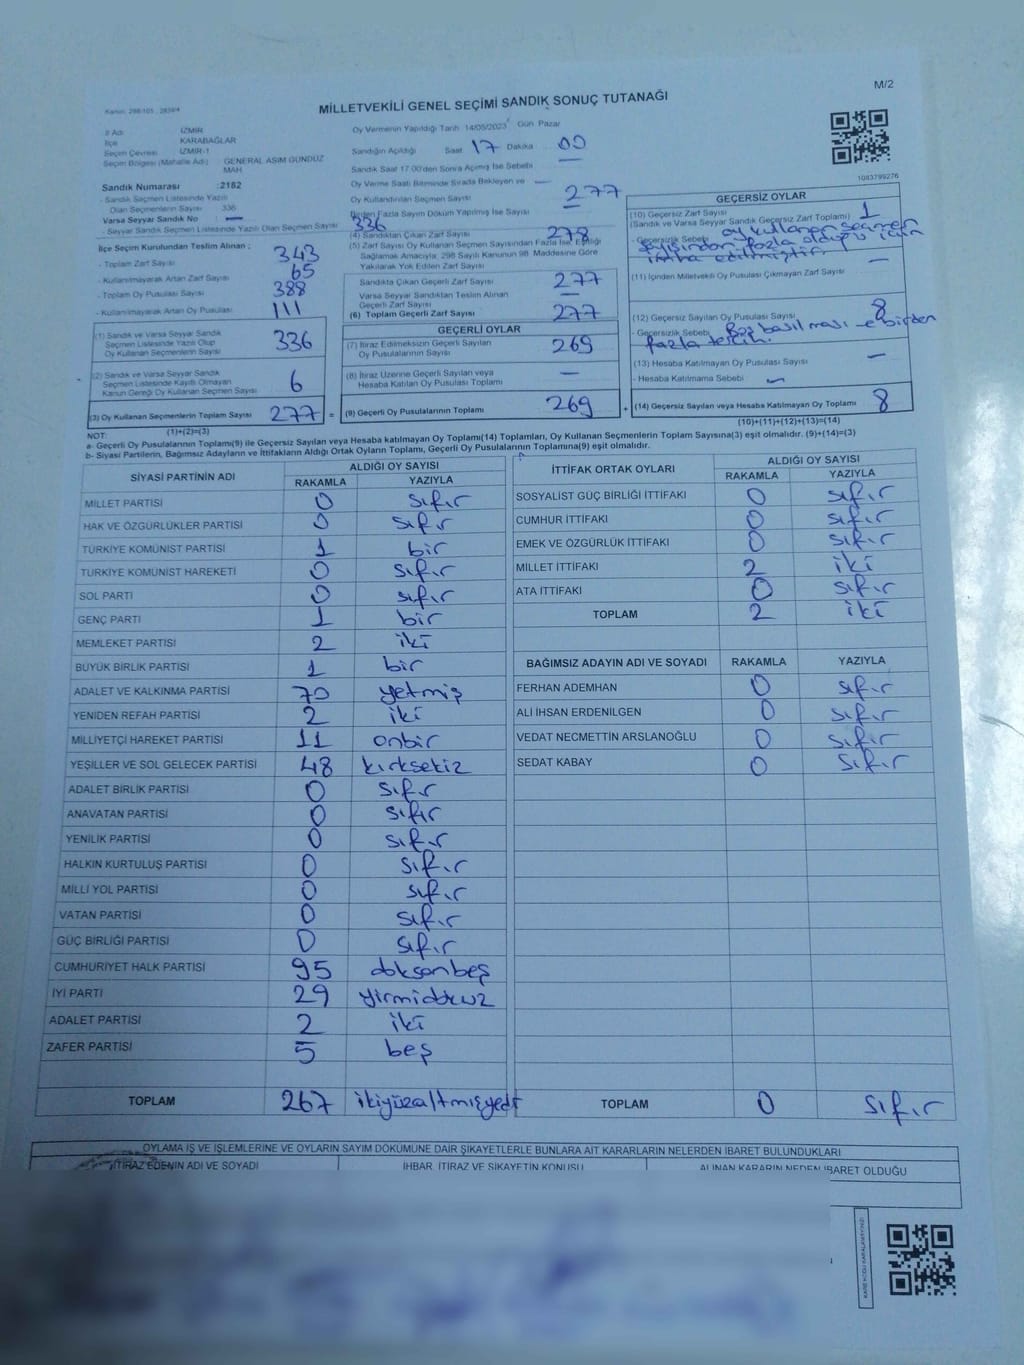 M/2
Kanun: 298/105 , 2839/4
MİLLETVEKİLİ GENEL SEÇİMİ SANDIK SONUÇ TUTANAĞI
İl Adı : İZMİR
İlçe : KARABAĞLAR
Seçim Çevresi : İZMİR-1
Seçim Bölgesi (Mahalle Adı) : GENERAL ASIM GÜNDÜZ MAH
Sandık Numarası : 2162
- Sandık Seçmen Listesinde Yazılı
Olan Seçmenlerin Sayısı : 336
Varsa Seyyar Sandık No : —
- Seyyar Sandık Seçmen Listesinde Yazılı Olan Seçmen Sayısı
336
İlçe Seçim Kurulundan Teslim Alınan ;
- Toplam Zarf Sayısı 343
- Kullanılmayarak Artan Zarf Sayısı 65
- Toplam Oy Pusulası Sayısı 388
- Kullanılmayarak Artan Oy Pusulası 111
(1) Sandık ve Varsa Seyyar Sandık
Seçmen Listesinde Yazılı Olup
Oy Kullanan Seçmenlerin Sayısı 336
(2) Sandık ve Varsa Seyyar Sandık
Seçmen Listesinde Kayıtlı Olmayan
Kanun Gereği Oy Kullanan Seçmen Sayısı 6
(3) Oy Kullanan Seçmenlerin Toplam Sayısı 277
(1)+(2)=(3)
Oy Vermenin Yapıldığı Tarih 14/05/2023 Gün Pazar
Sandığın Açıldığı Saat 17 Dakika 00
Sandık Saat 17.00'den Sonra Açılmış İse Sebebi —
Oy Verme Saati Bitiminde Sırada Bekleyen ve —
Oy Kullandırılan Seçmen Sayısı 277
Birden Fazla Sayım Döküm Yapılmış İse Sayısı —
(4) Sandıktan Çıkan Zarf Sayısı 278
(5) Zarf Sayısı Oy Kullanan Seçmen Sayısından Fazla İse, Eşitliği
Sağlamak Amacıyla, 298 Sayılı Kanunun 98. Maddesine Göre
Yakılarak Yok Edilen Zarf Sayısı
Sandıkta Çıkan Geçerli Zarf Sayısı 277
Varsa Seyyar Sandıktan Teslim Alınan
Geçerli Zarf Sayısı —
(6) Toplam Geçerli Zarf Sayısı 277
GEÇERLİ OYLAR
(7) İtiraz Edilmeksizin Geçerli Sayılan
Oy Pusulalarının Sayısı 269
(8) İtiraz Üzerine Geçerli Sayılan veya
Hesaba Katılan Oy Pusulası Toplamı —
= (9) Geçerli Oy Pusulalarının Toplamı 269 +
1083799276
GEÇERSİZ OYLAR
(10) Geçersiz Zarf Sayısı
(Sandık ve Varsa Seyyar Sandık Geçersiz Zarf Toplamı) 1
- Geçersizlik Sebebi oy kullanan seçmen
sayısından fazla olduğu için
imha edilmiştir
(11) İçinden Milletvekili Oy Pusulası Çıkmayan Zarf Sayısı —
(12) Geçersiz Sayılan Oy Pusulası Sayısı 8
- Geçersizlik Sebebi Boş basılması ve birden
fazla tercih.
(13) Hesaba Katılmayan Oy Pusulası Sayısı —
- Hesaba Katılmama Sebebi —
(14) Geçersiz Sayılan veya Hesaba Katılmayan Oy Toplamı 8
(10)+(11)+(12)+(13)=(14)
NOT:
a- Geçerli Oy Pusulalarının Toplamı(9) ile Geçersiz Sayılan veya Hesaba katılmayan Oy Toplamı(14) Toplamları, Oy Kullanan Seçmenlerin Toplam Sayısına(3) eşit olmalıdır. (9)+(14)=(3)
b- Siyasi Partilerin, Bağımsız Adayların ve İttifakların Aldığı Ortak Oyların Toplamı, Geçerli Oy Pusulalarının Toplamına(9) eşit olmalıdır.
SİYASİ PARTİNİN ADI ALDIĞI OY SAYISI
RAKAMLA YAZIYLA
MİLLET PARTİSİ 0 sıfır
HAK VE ÖZGÜRLÜKLER PARTİSİ 0 sıfır
TÜRKİYE KOMÜNİST PARTİSİ 1 bir
TÜRKİYE KOMÜNİST HAREKETİ 0 sıfır
SOL PARTİ 0 sıfır
GENÇ PARTİ 1 bir
MEMLEKET PARTİSİ 2 iki
BÜYÜK BİRLİK PARTİSİ 1 bir
ADALET VE KALKINMA PARTİSİ 70 yetmiş
YENİDEN REFAH PARTİSİ 2 iki
MİLLİYETÇİ HAREKET PARTİSİ 11 onbir
YEŞİLLER VE SOL GELECEK PARTİSİ 48 kırksekiz
ADALET BİRLİK PARTİSİ 0 sıfır
ANAVATAN PARTİSİ 0 sıfır
YENİLİK PARTİSİ 0 sıfır
HALKIN KURTULUŞ PARTİSİ 0 sıfır
MİLLİ YOL PARTİSİ 0 sıfır
VATAN PARTİSİ 0 sıfır
GÜÇ BİRLİĞİ PARTİSİ 0 sıfır
CUMHURİYET HALK PARTİSİ 95 doksanbeş
İYİ PARTİ 29 yirmidokuz
ADALET PARTİSİ 2 iki
ZAFER PARTİSİ 5 beş
TOPLAM 267 ikiyüzaltmışyedi
İTTİFAK ORTAK OYLARI ALDIĞI OY SAYISI
RAKAMLA YAZIYLA
SOSYALİST GÜÇ BİRLİĞİ İTTİFAKI 0 sıfır
CUMHUR İTTİFAKI 0 sıfır
EMEK VE ÖZGÜRLÜK İTTİFAKI 0 sıfır
MİLLET İTTİFAKI 2 iki
ATA İTTİFAKI 0 sıfır
TOPLAM 2 iki
BAĞIMSIZ ADAYIN ADI VE SOYADI RAKAMLA YAZIYLA
FERHAN ADEMHAN 0 sıfır
ALİ İHSAN ERDENİLGEN 0 sıfır
VEDAT NECMETTİN ARSLANOĞLU 0 sıfır
SEDAT KABAY 0 sıfır
TOPLAM 0 sıfır
OYLAMA İŞ VE İŞLEMLERİNE VE OYLARIN SAYIM DÖKÜMÜNE DAİR ŞİKAYETLERLE BUNLARA AİT KARARLARIN NELERDEN İBARET BULUNDUKLARI
İTİRAZ EDENİN ADI VE SOYADI İHBAR, İTİRAZ VE ŞİKAYETİN KONUSU ALINAN KARARIN NEDEN İBARET OLDUĞU
KARE KODU KARALAMAYINIZ!